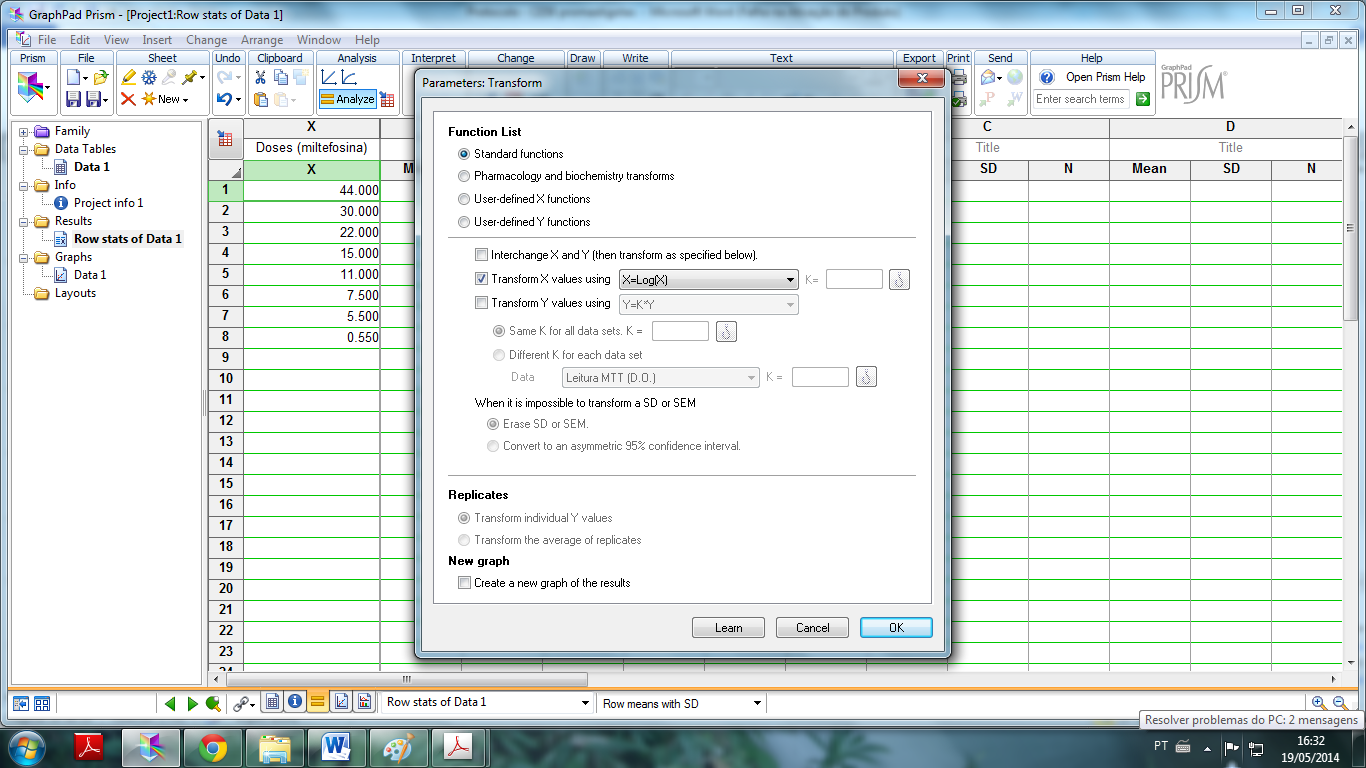 GraphPad Prism - [Project1:Row stats of Data 1]
File Edit View Insert Change Arrange Window Help
Prism File Sheet Undo Clipboard Analysis Interpret Change Draw Write Text Export Print Send Help
New
Analyze
Open Prism Help
Enter search terms
GraphPad
PRISM
Parameters: Transform
Function List
Standard functions
Pharmacology and biochemistry transforms
User-defined X functions
User-defined Y functions
Interchange X and Y (then transform as specified below).
Transform X values using X=Log(X) K=
Transform Y values using Y=K*Y
Same K for all data sets. K =
Different K for each data set
Data Leitura MTT (D.O.) K =
When it is impossible to transform a SD or SEM
Erase SD or SEM.
Convert to an asymmetric 95% confidence interval.
Replicates
Transform individual Y values
Transform the average of replicates
New graph
Create a new graph of the results
Learn Cancel OK
Family
Data Tables
Data 1
Info
Project info 1
Results
Row stats of Data 1
Graphs
Data 1
Layouts
X C D
Doses (miltefosina) Title Title
X M SD N Mean SD N
1 44.000
2 30.000
3 22.000
4 15.000
5 11.000
6 7.500
7 5.500
8 0.550
9
10
11
12
13
14
15
16
17
18
19
20
21
22
23
24
Row stats of Data 1 Row means with SD
Resolver problemas do PC: 2 mensagens
PT 16:32
19/05/2014